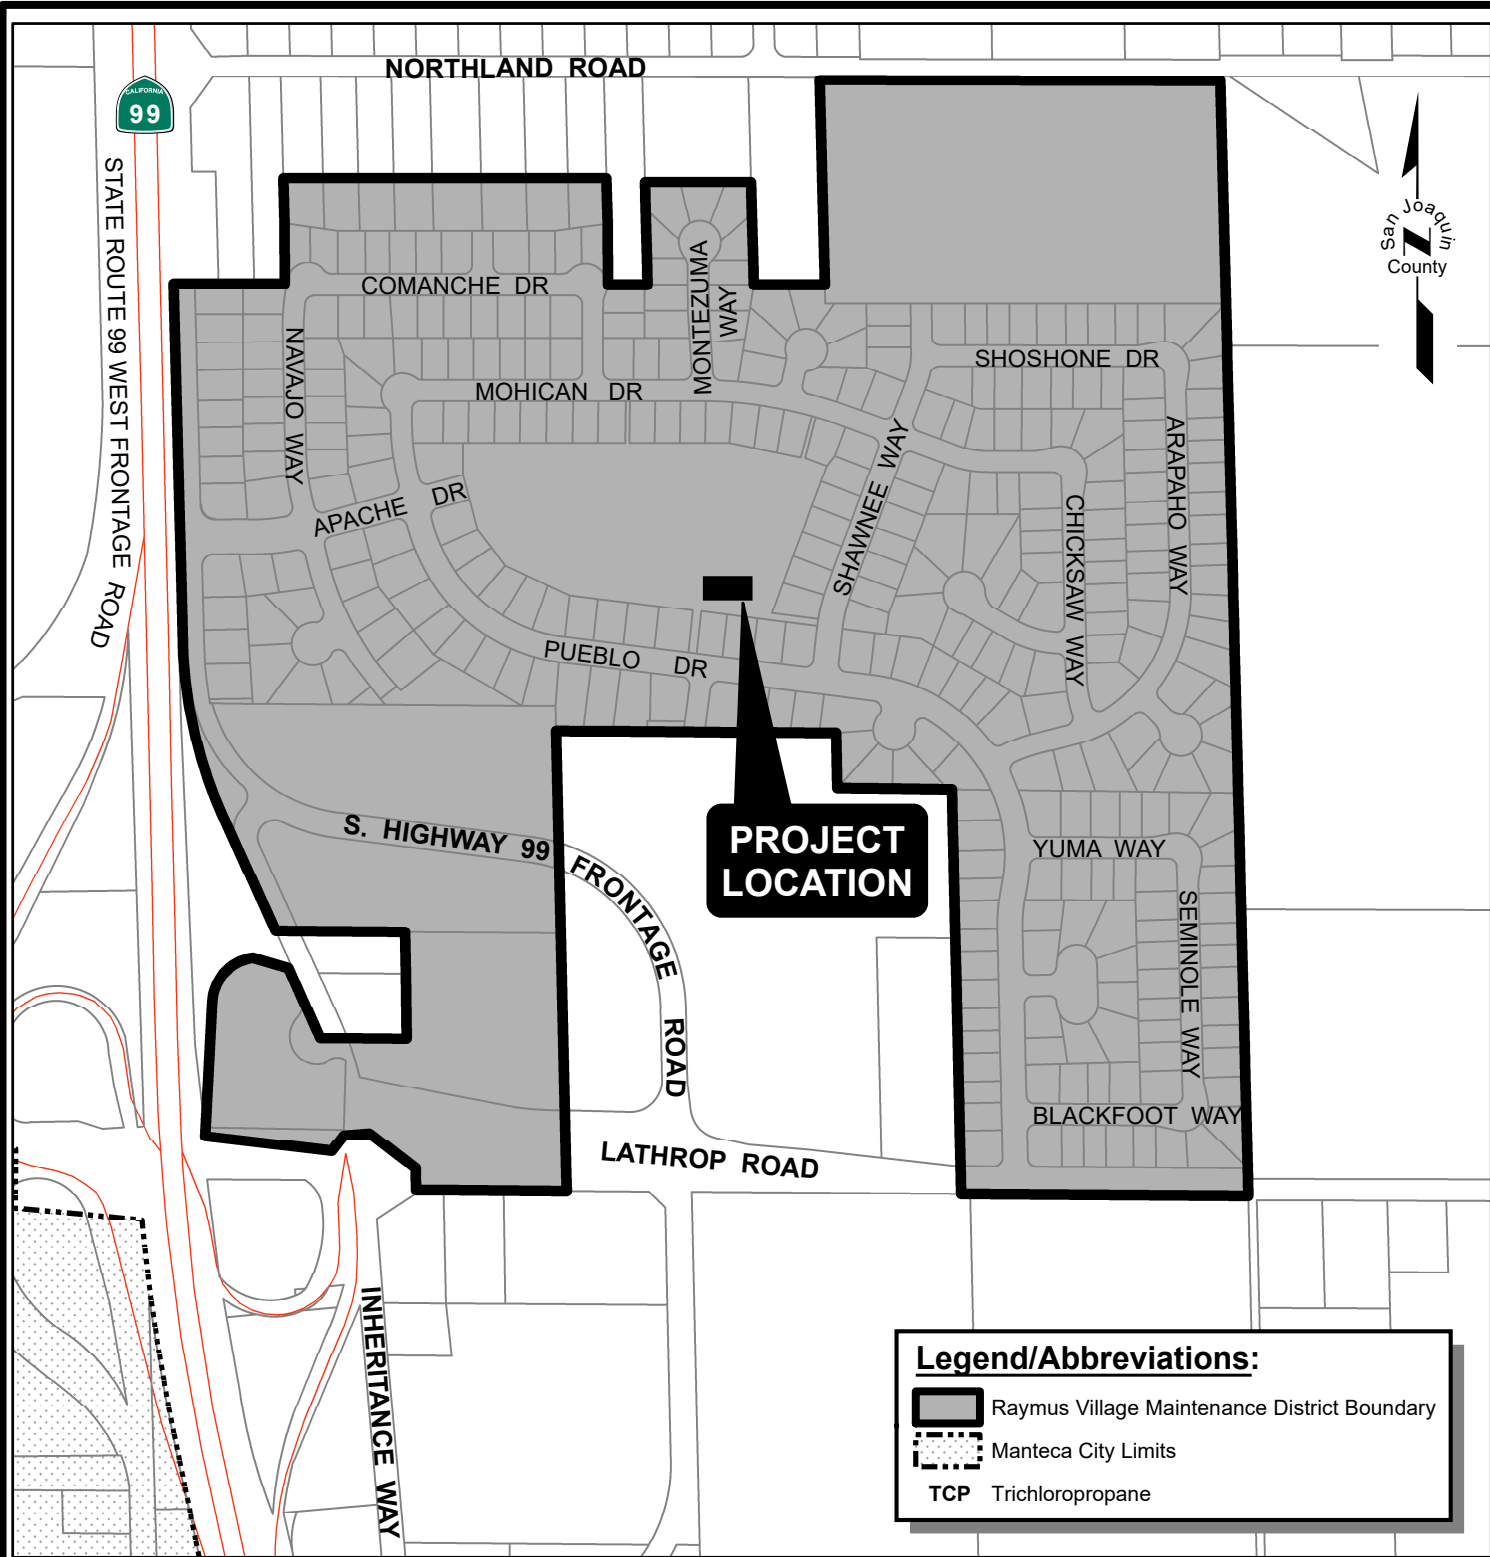 NORTHLAND ROAD
CALIFORNIA
99
STATE ROUTE 99 WEST FRONTAGE ROAD
San Joaquin
County
COMANCHE DR
MONTEZUMA
WAY
NAVAJO WAY
MOHICAN DR
SHOSHONE DR
ARAPAHO WAY
SHAWNEE WAY
CHICKSAW WAY
APACHE DR
PUEBLO DR
PROJECT
LOCATION
S. HIGHWAY 99 FRONTAGE ROAD
YUMA WAY
SEMINOLE WAY
BLACKFOOT WAY
LATHROP ROAD
INHERITANCE WAY
Legend/Abbreviations:
Raymus Village Maintenance District Boundary
Manteca City Limits
TCP Trichloropropane